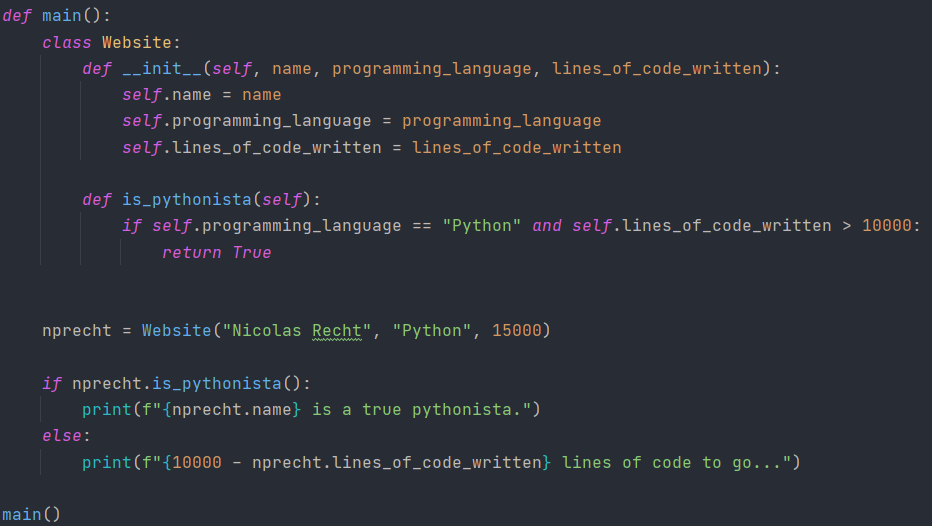 def main():
    class Website:
        def __init__(self, name, programming_language, lines_of_code_written):
            self.name = name
            self.programming_language = programming_language
            self.lines_of_code_written = lines_of_code_written

        def is_pythonista(self):
            if self.programming_language == "Python" and self.lines_of_code_written > 10000:
                return True


    nprecht = Website("Nicolas Recht", "Python", 15000)

    if nprecht.is_pythonista():
        print(f"{nprecht.name} is a true pythonista.")
    else:
        print(f"{10000 - nprecht.lines_of_code_written} lines of code to go...")

main()